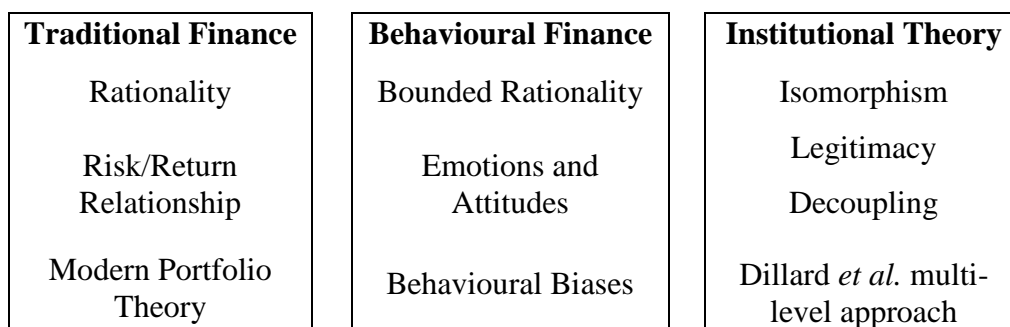 Traditional Finance
Rationality
Risk/Return
Relationship
Modern Portfolio
Theory
Behavioural Finance
Bounded Rationality
Emotions and
Attitudes
Behavioural Biases
Institutional Theory
Isomorphism
Legitimacy
Decoupling
Dillard et al. multi-
level approach